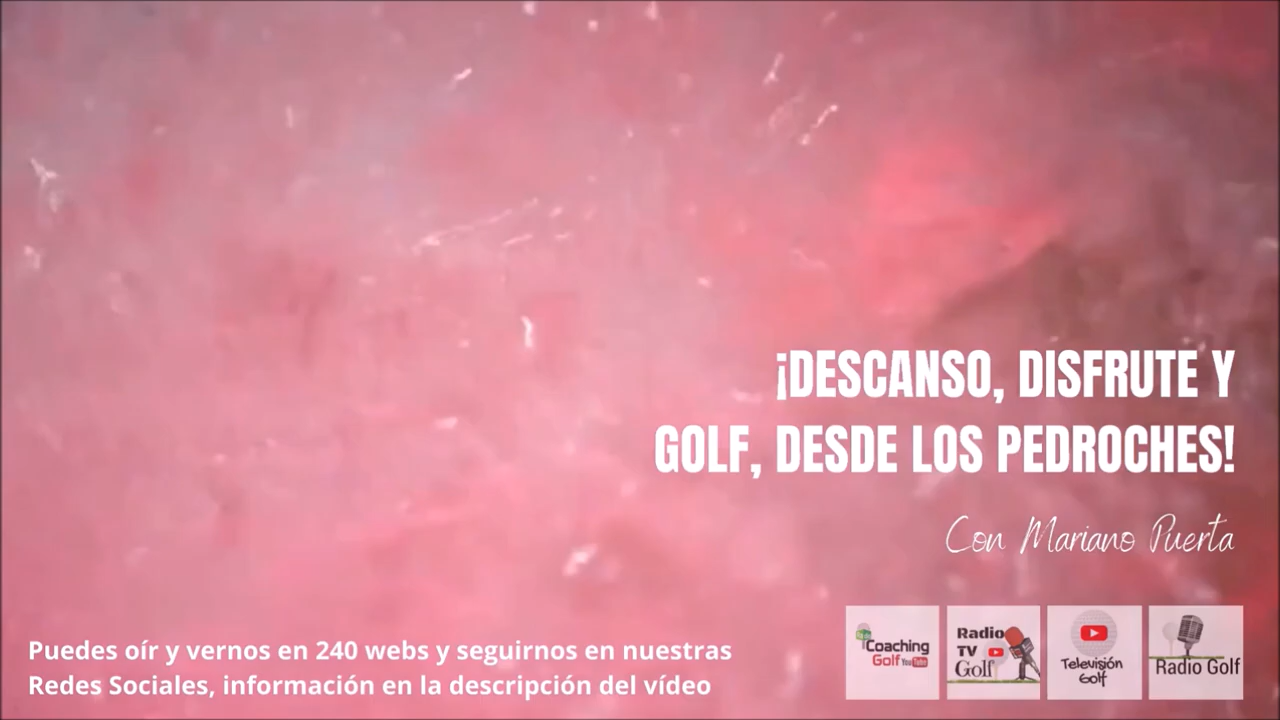 ¡DESCANSO, DISFRUTE Y
GOLF, DESDE LOS PEDROCHES!
Con Mariano Puerta
Puedes oír y vernos en 240 webs y seguirnos en nuestras
Redes Sociales, información en la descripción del vídeo
Coaching
Golf YouTube
Radio
TV
Golf
Televisión
Golf
Radio Golf